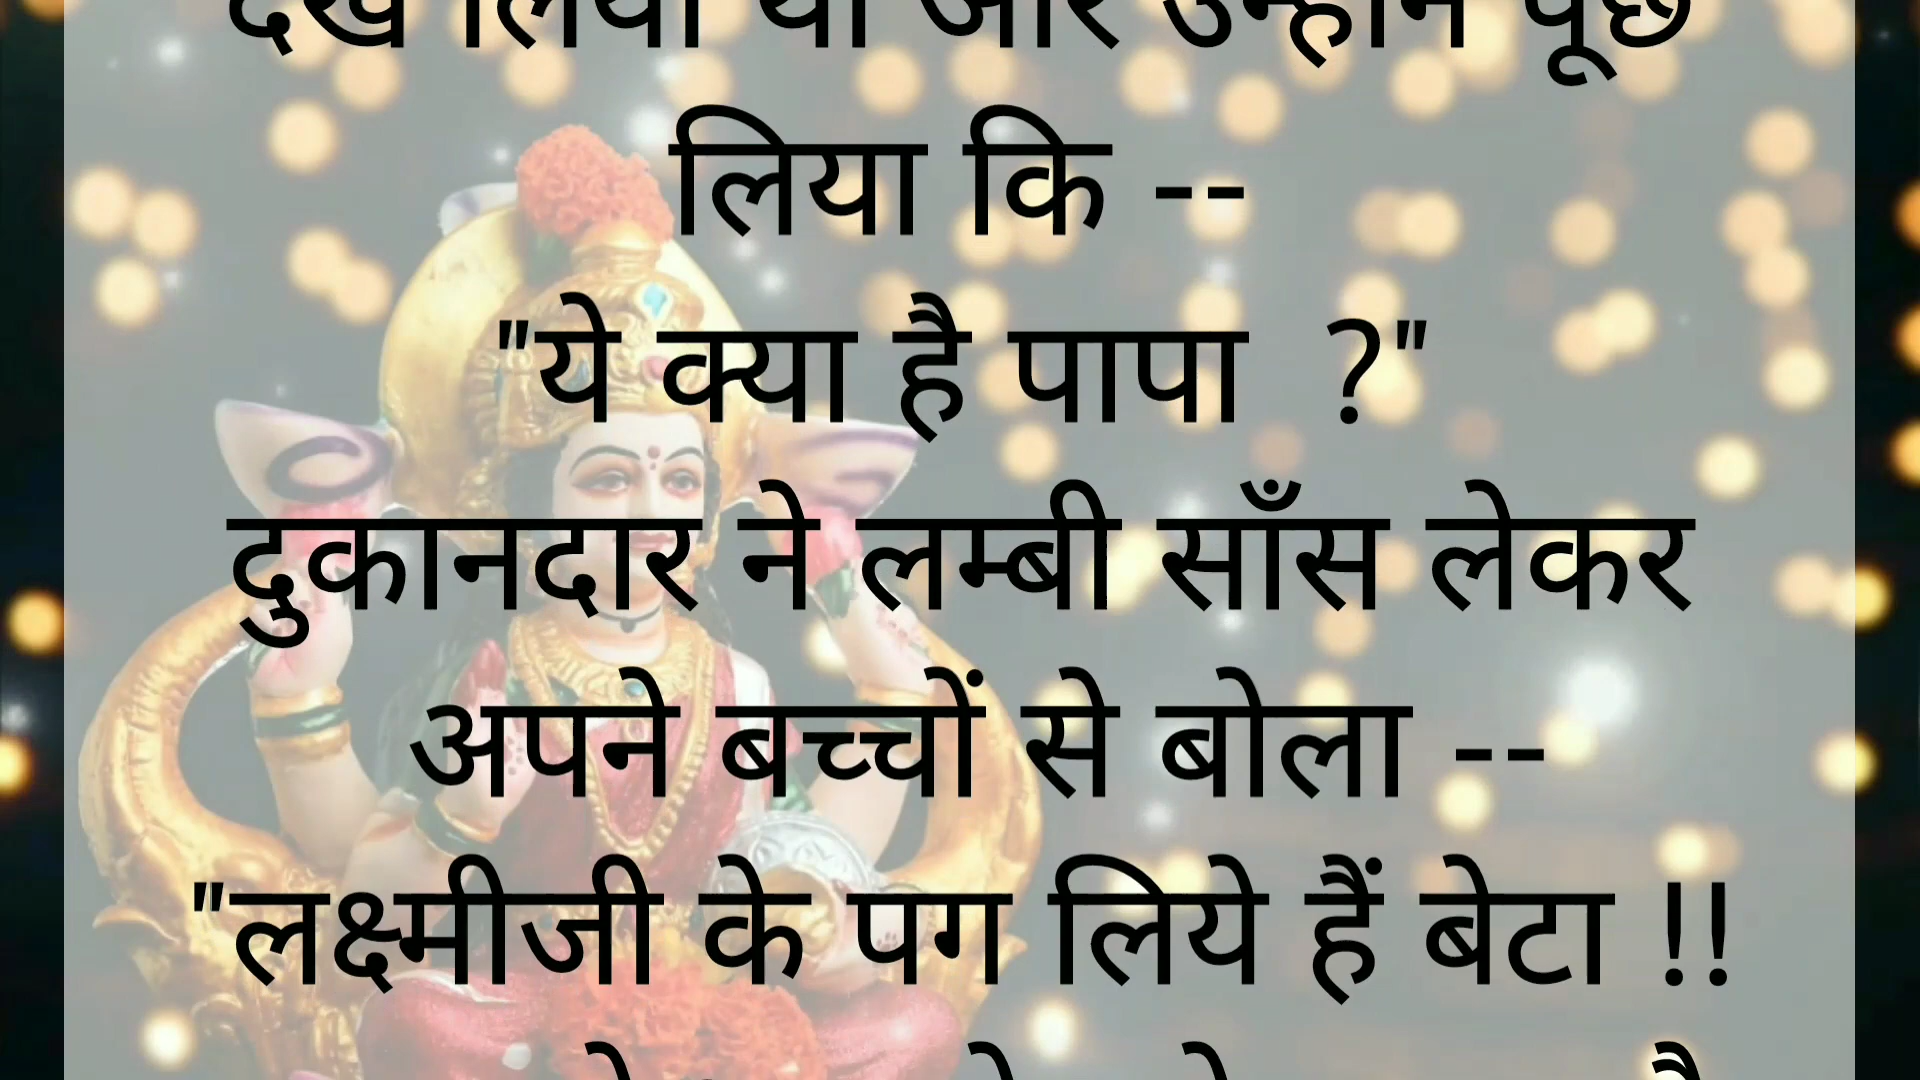 देख लिया था और उन्होंने पूछ
लिया कि --
"ये क्या है पापा ?"
दुकानदार ने लम्बी साँस लेकर
अपने बच्चों से बोला --
"लक्ष्मीजी के पग लिये हैं बेटा !!